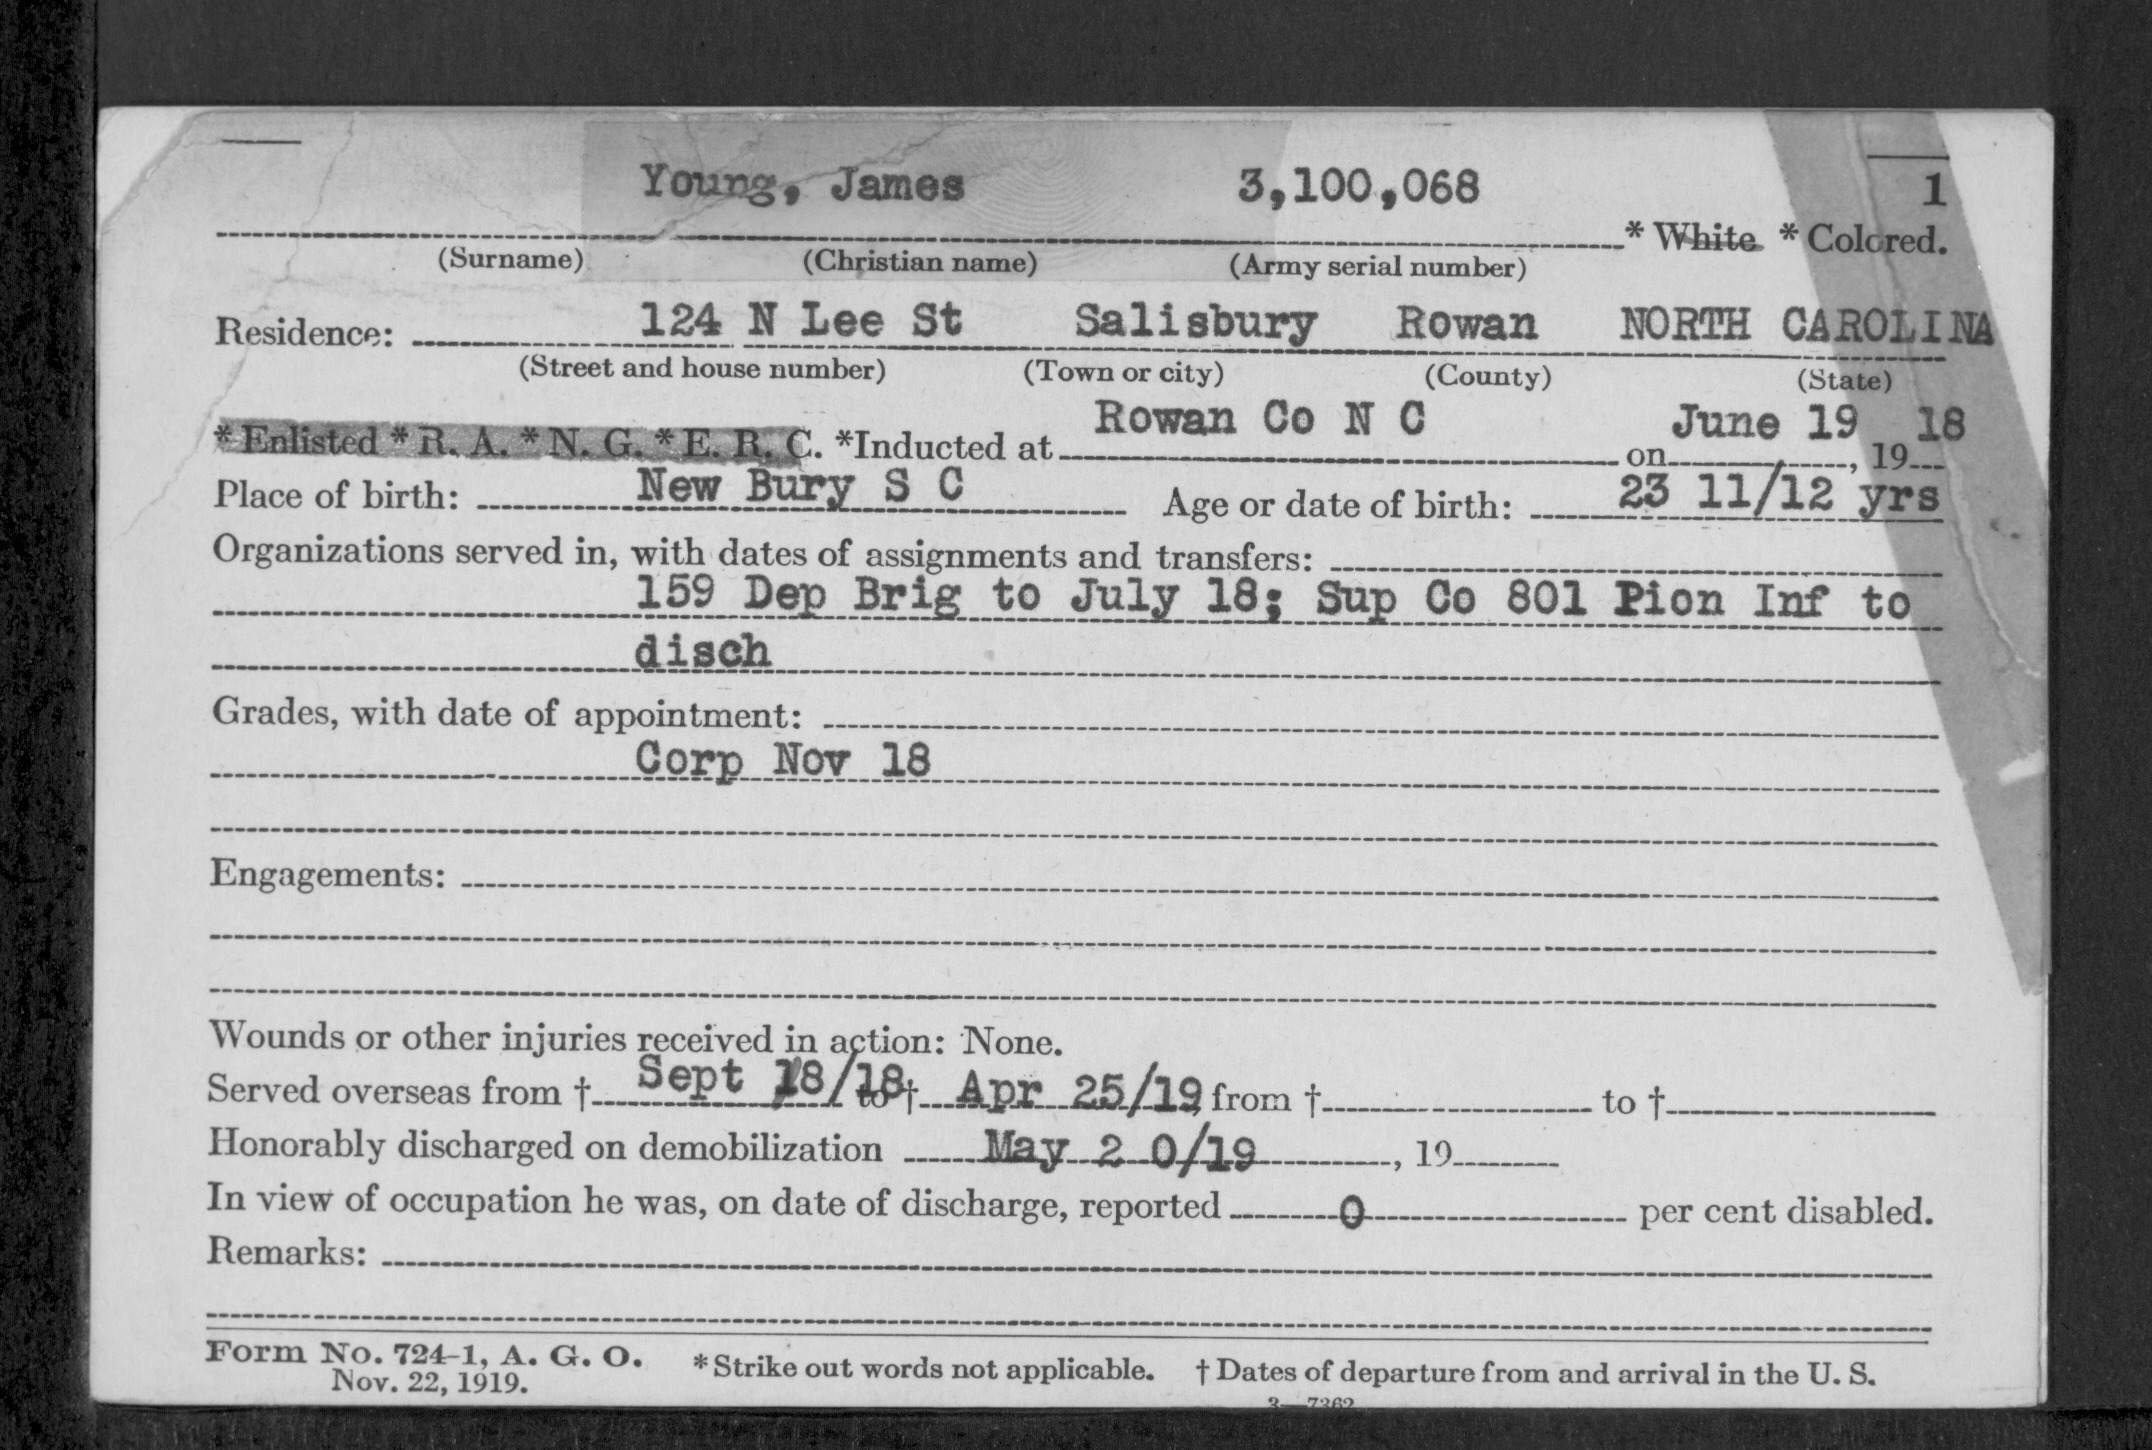 Young, James 3,100,068 1
* White * Colored.
(Surname) (Christian name) (Army serial number)
Residence: 124 N Lee St Salisbury Rowan NORTH CAROLINA
(Street and house number) (Town or city) (County) (State)
* Enlisted * R. A. * N. G. * E. R. C. *Inducted at Rowan Co N C on June 19, 19 18
Place of birth: New Bury S C Age or date of birth: 23 11/12 yrs
Organizations served in, with dates of assignments and transfers:
159 Dep Brig to July 18; Sup Co 801 Pion Inf to
disch
Grades, with date of appointment:
Corp Nov 18
Engagements:
Wounds or other injuries received in action: None.
Served overseas from † Sept 18/18 to † Apr 25/19, from † to †
Honorably discharged on demobilization May 2 0/19, 19
In view of occupation he was, on date of discharge, reported 0 per cent disabled.
Remarks:
Form No. 724-1, A. G. O. *Strike out words not applicable. † Dates of departure from and arrival in the U. S.
Nov. 22, 1919.
3—7362